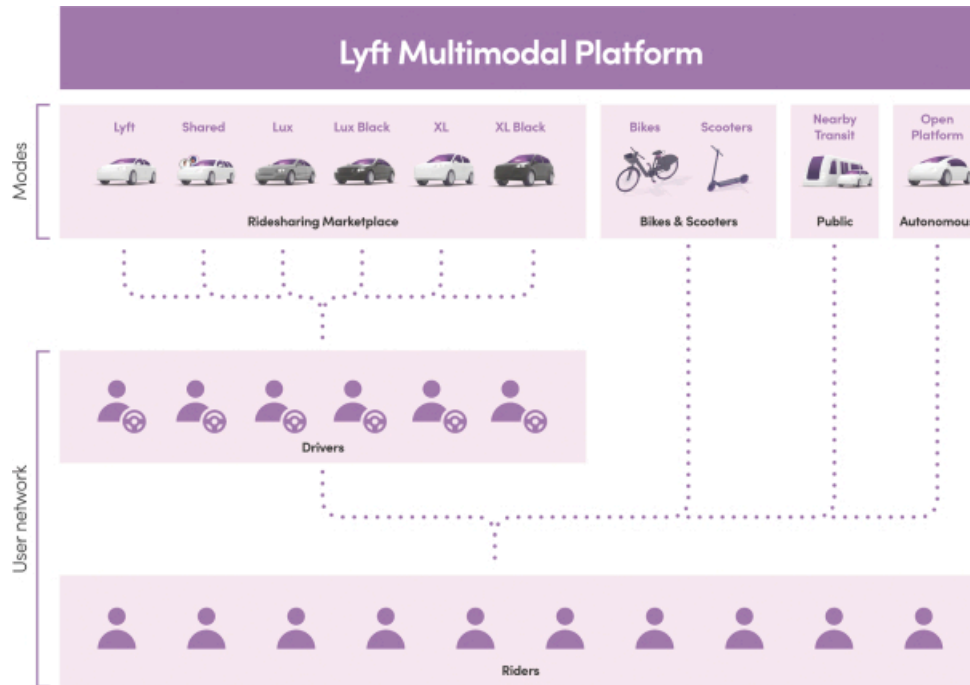 Lyft Multimodal Platform
Modes
Lyft Shared Lux Lux Black XL XL Black
Ridesharing Marketplace
Bikes Scooters
Bikes & Scooters
Nearby
Transit
Public
Open
Platform
Autonomous
User network
Drivers
Riders